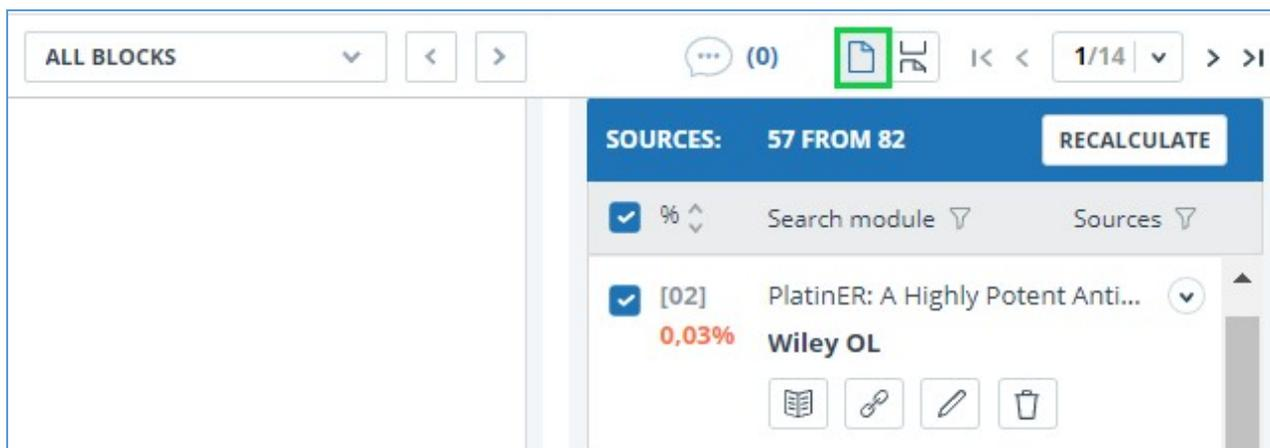 ALL BLOCKS
(0)
1/14
SOURCES: 57 FROM 82 RECALCULATE
% Search module Sources
[02] PlatinER: A Highly Potent Anti...
0,03% Wiley OL